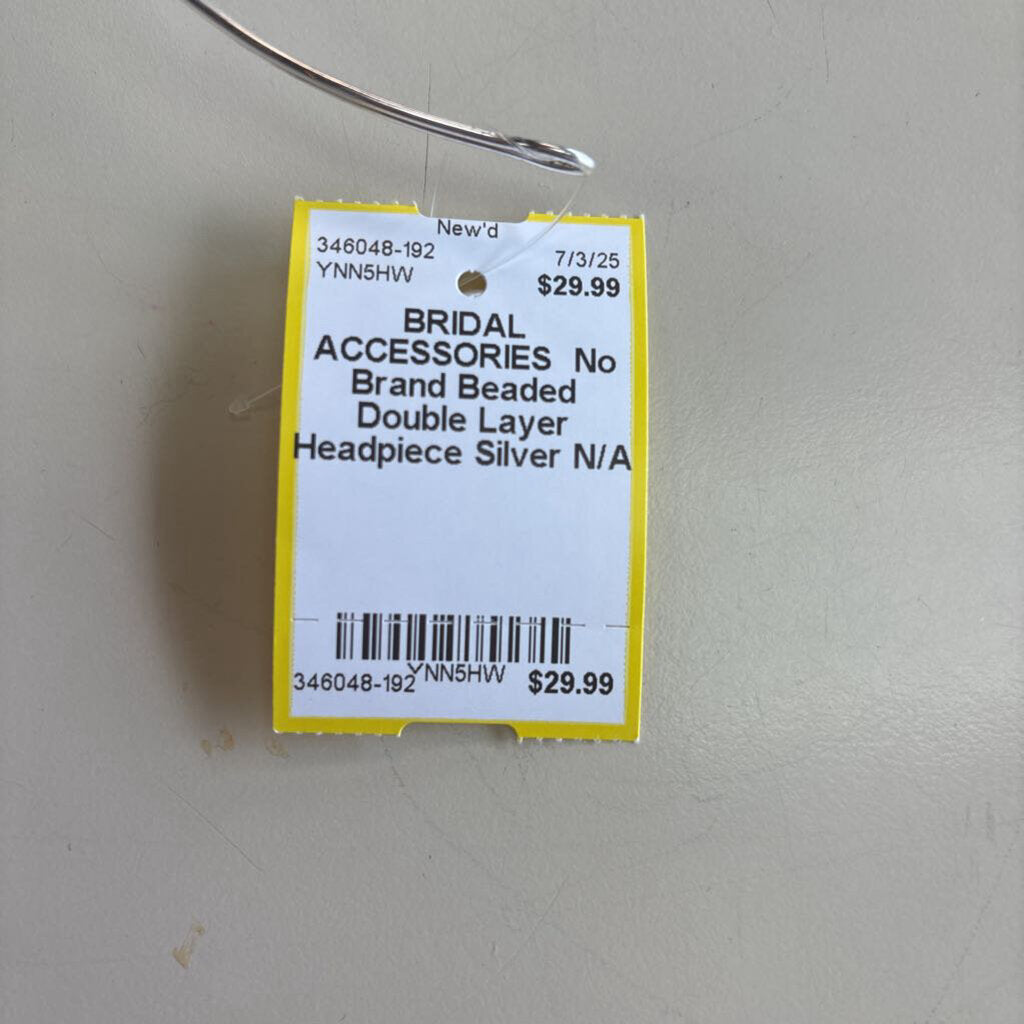 New'd
346048-192 7/3/25
YNN5HW $29.99
BRIDAL
ACCESSORIES No
Brand Beaded
Double Layer
Headpiece Silver N/A
346048-192 YNN5HW $29.99